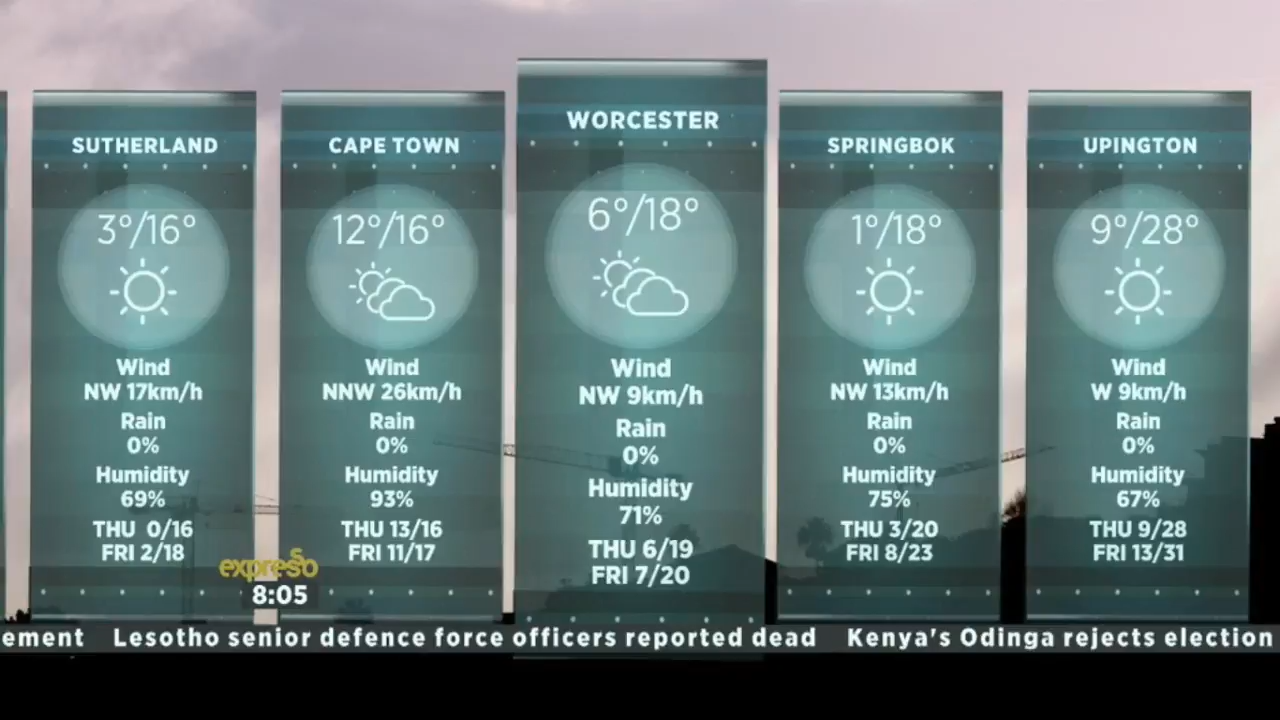 SUTHERLAND
3°/16°
Wind
NW 17km/h
Rain
0%
Humidity
69%
THU 0/16
FRI 2/18
CAPE TOWN
12°/16°
Wind
NNW 26km/h
Rain
0%
Humidity
93%
THU 13/16
FRI 11/17
WORCESTER
6°/18°
Wind
NW 9km/h
Rain
0%
Humidity
71%
THU 6/19
FRI 7/20
SPRINGBOK
1°/18°
Wind
NW 13km/h
Rain
0%
Humidity
75%
THU 3/20
FRI 8/23
UPINGTON
9°/28°
Wind
W 9km/h
Rain
0%
Humidity
67%
THU 9/28
FRI 13/31
expresso
8:05
ement Lesotho senior defence force officers reported dead Kenya's Odinga rejects election